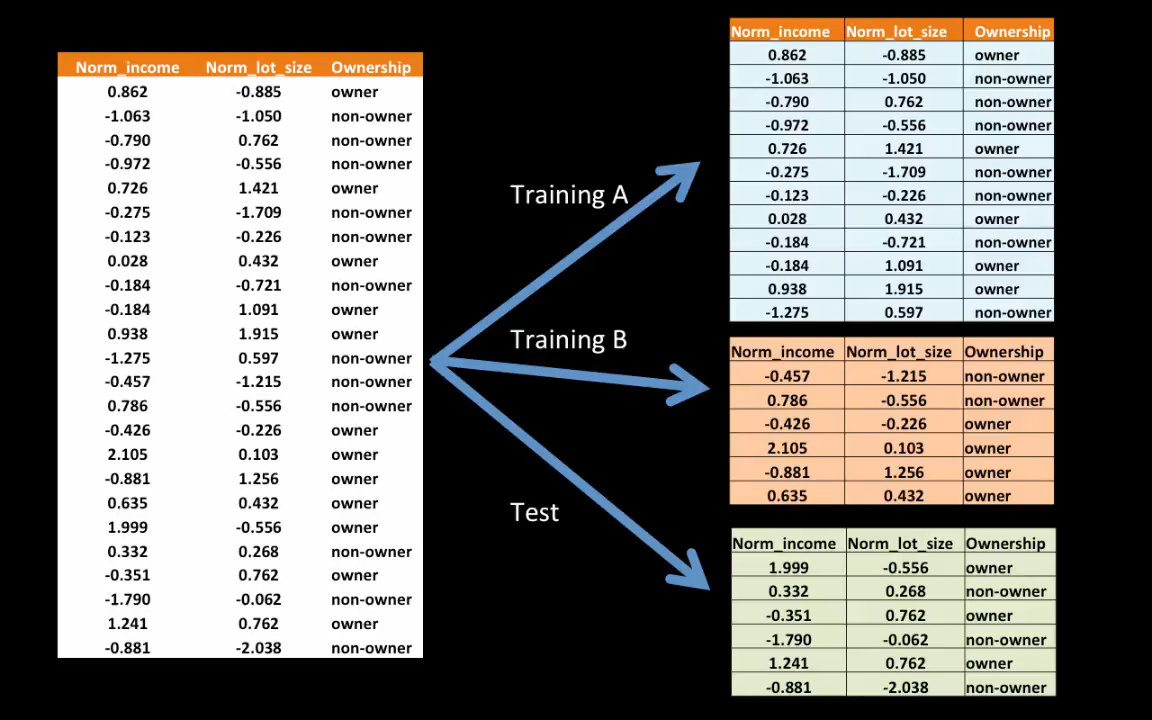 Norm_income Norm_lot_size Ownership
0.862 -0.885 owner
-1.063 -1.050 non-owner
-0.790 0.762 non-owner
-0.972 -0.556 non-owner
0.726 1.421 owner
-0.275 -1.709 non-owner
-0.123 -0.226 non-owner
0.028 0.432 owner
-0.184 -0.721 non-owner
-0.184 1.091 owner
0.938 1.915 owner
-1.275 0.597 non-owner
-0.457 -1.215 non-owner
0.786 -0.556 non-owner
-0.426 -0.226 owner
2.105 0.103 owner
-0.881 1.256 owner
0.635 0.432 owner
1.999 -0.556 owner
0.332 0.268 non-owner
-0.351 0.762 owner
-1.790 -0.062 non-owner
1.241 0.762 owner
-0.881 -2.038 non-owner
Training A
Training B
Test
Norm_income Norm_lot_size Ownership
0.862 -0.885 owner
-1.063 -1.050 non-owner
-0.790 0.762 non-owner
-0.972 -0.556 non-owner
0.726 1.421 owner
-0.275 -1.709 non-owner
-0.123 -0.226 non-owner
0.028 0.432 owner
-0.184 -0.721 non-owner
-0.184 1.091 owner
0.938 1.915 owner
-1.275 0.597 non-owner
Norm_income Norm_lot_size Ownership
-0.457 -1.215 non-owner
0.786 -0.556 non-owner
-0.426 -0.226 owner
2.105 0.103 owner
-0.881 1.256 owner
0.635 0.432 owner
Norm_income Norm_lot_size Ownership
1.999 -0.556 owner
0.332 0.268 non-owner
-0.351 0.762 owner
-1.790 -0.062 non-owner
1.241 0.762 owner
-0.881 -2.038 non-owner